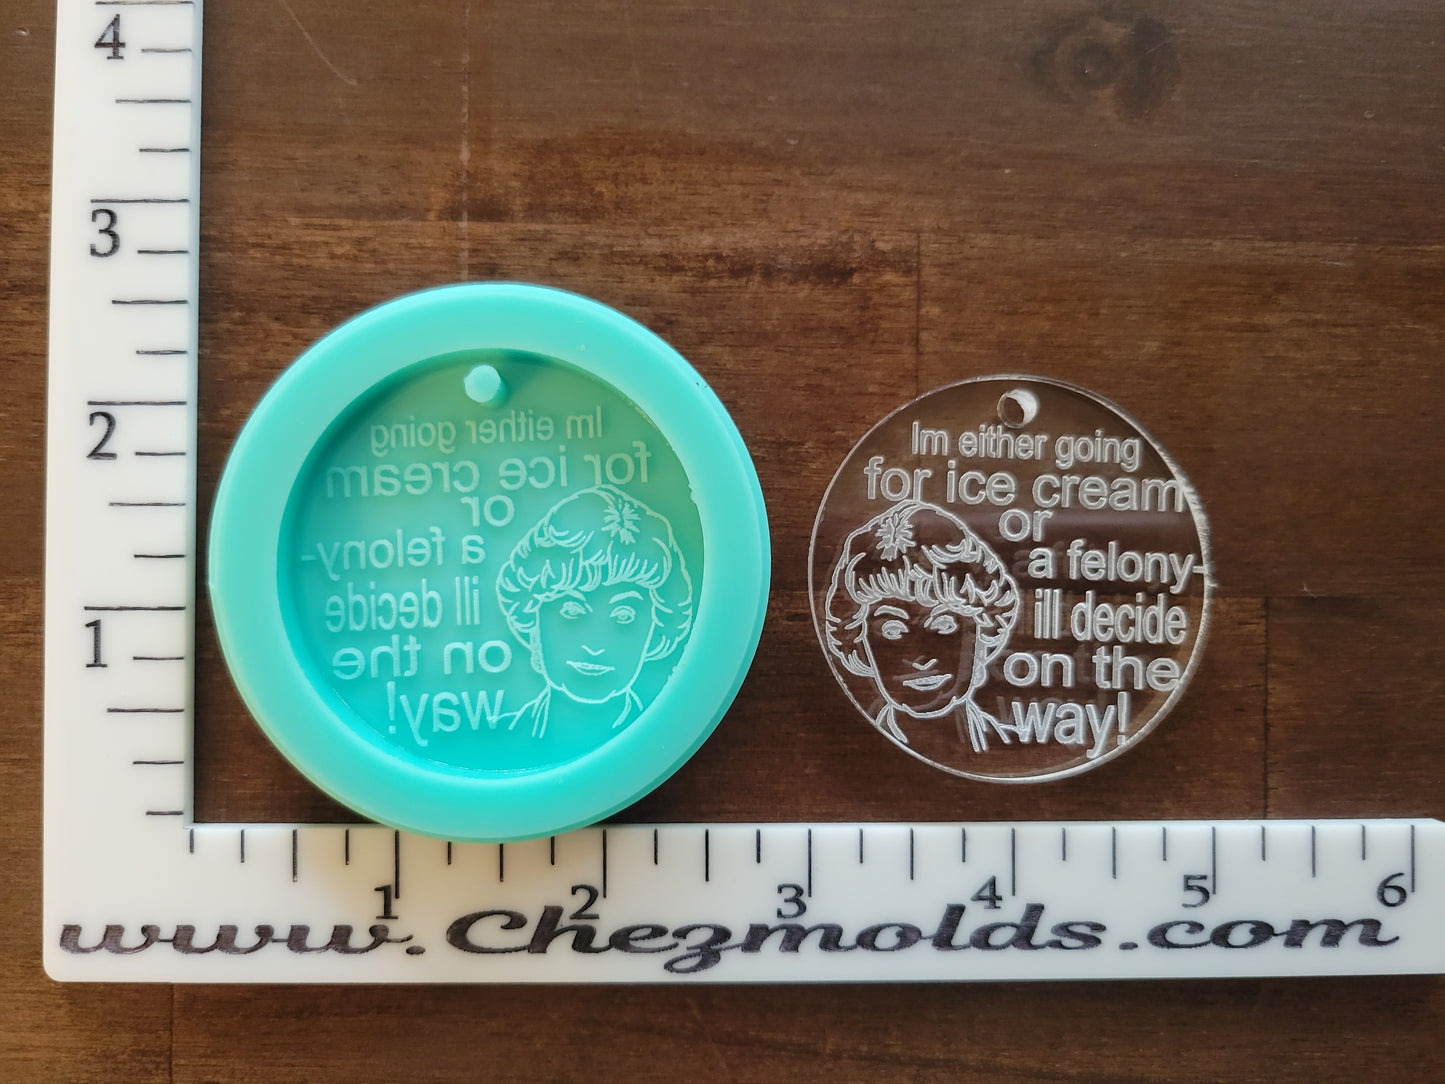 4
3
2
1
Im either going
for ice cream
or
a felony-
ill decide
on the
way!
Im either going
for ice cream
or
a felony-
ill decide
on the
way!
1 2 3 4 5 6
www.Chezmolds.com